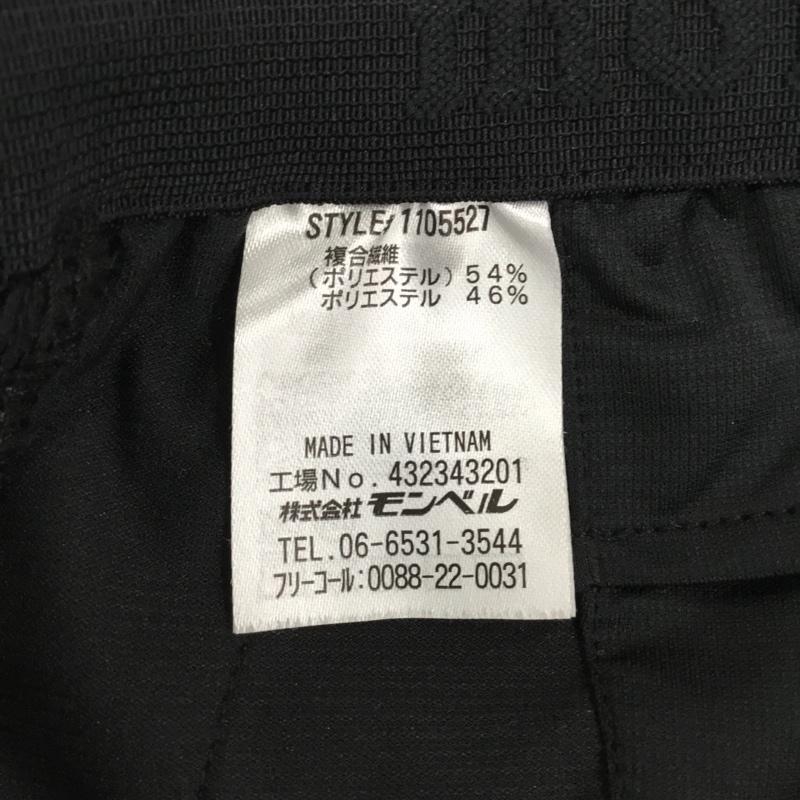 STYLE# 1105527
複合繊維
(ポリエステル) 54%
ポリエステル 46%
MADE IN VIETNAM
工場No. 432343201
株式会社 モンベル
TEL.06-6531-3544
フリーコール:0088-22-0031